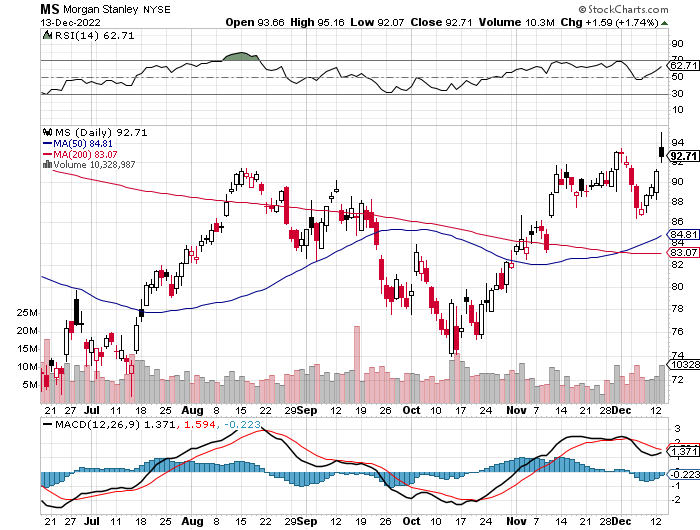 MS Morgan Stanley NYSE © StockCharts.com
13-Dec-2022 Open 93.66 High 95.16 Low 92.07 Close 92.71 Volume 10.3M Chg +1.59 (+1.74%)
RSI(14) 62.71
90
70
62.71
50
30
10
MS (Daily) 92.71
MA(50) 84.81
MA(200) 83.07
Volume 10,328,987
94
92.71
92
90
88
86
84.81
84
83.07
82
80
78
76
74
72
25M
20M
15M
10M
5M
10328
21 27 Jul 11 18 25 Aug 8 15 22 29 Sep 12 19 26 Oct 10 17 24 Nov 7 14 21 28 Dec 12
MACD(12,26,9) 1.371, 1.594, -0.223
3
2
1.371
-0.223
-1
-2
21 27 Jul 11 18 25 Aug 8 15 22 29 Sep 12 19 26 Oct 10 17 24 Nov 7 14 21 28 Dec 12